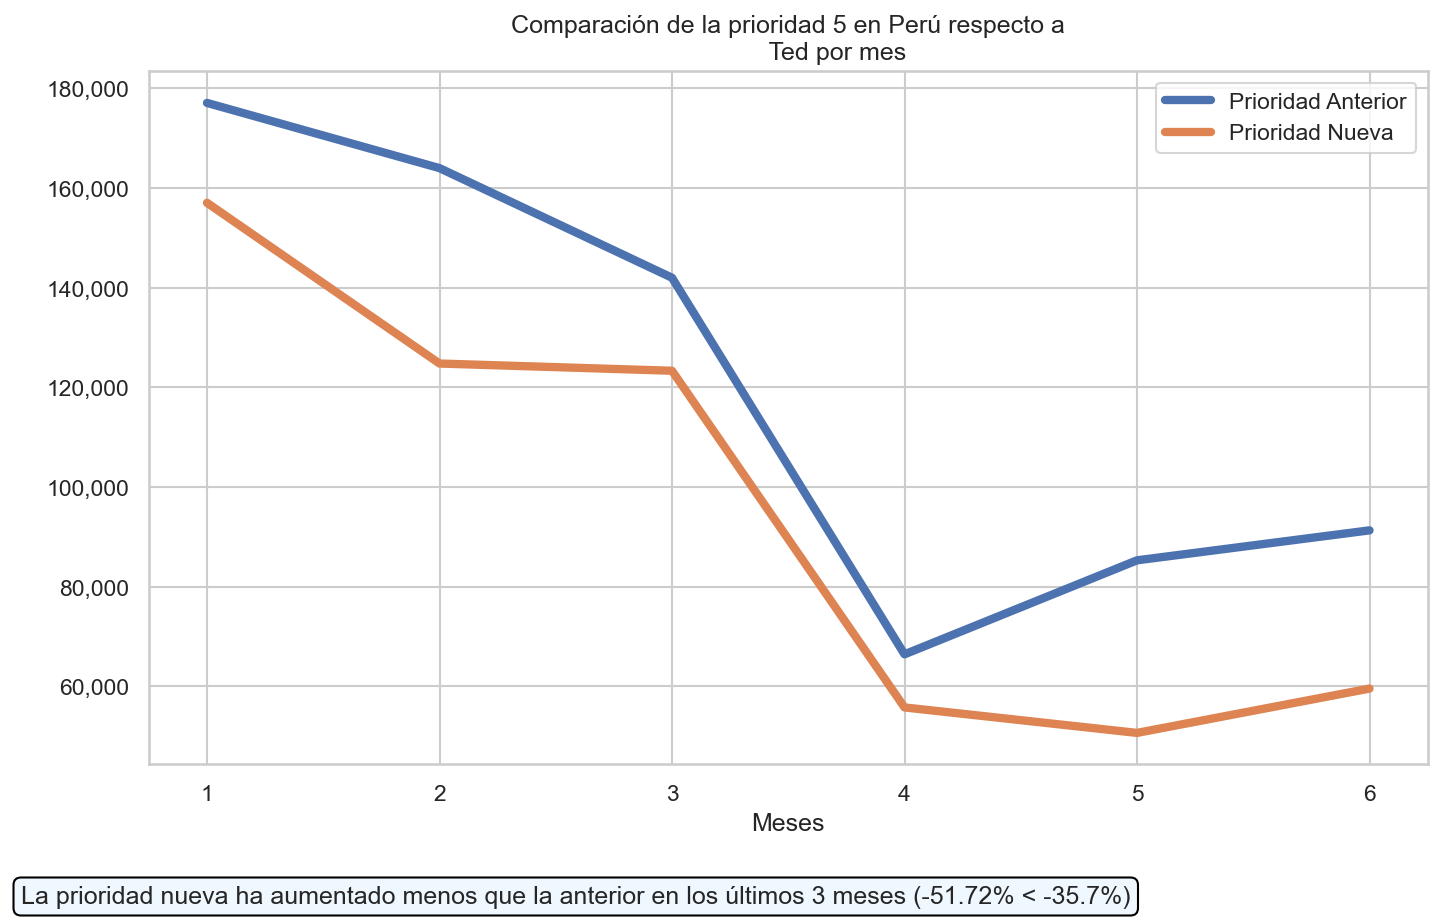 Comparación de la prioridad 5 en Perú respecto a
Ted por mes
180,000
160,000
140,000
120,000
100,000
80,000
60,000
Prioridad Anterior
Prioridad Nueva
1 2 3 4 5 6
Meses
La prioridad nueva ha aumentado menos que la anterior en los últimos 3 meses (-51.72% < -35.7%)